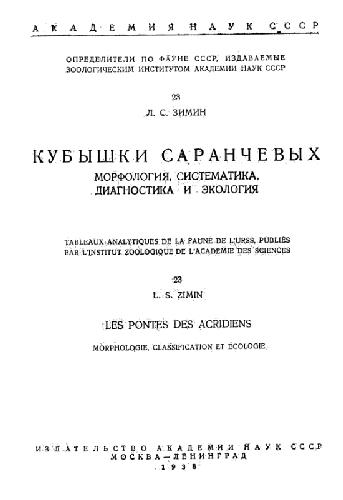 АКАДЕМИЯ НАУК СССР
ОПРЕДЕЛИТЕЛИ ПО ФАУНЕ СССР, ИЗДАВАЕМЫЕ
ЗООЛОГИЧЕСКИМ ИНСТИТУТОМ АКАДЕМИИ НАУК СССР
23
Л. С. ЗИМИН
КУБЫШКИ САРАНЧЕВЫХ
МОРФОЛОГИЯ, СИСТЕМАТИКА,
ДИАГНОСТИКА И ЭКОЛОГИЯ
TABLEAUX ANALYTIQUES DE LA FAUNE DE L'URSS, PUBLIÉS
PAR L'INSTITUT ZOOLOGIQUE DE L'ACADÉMIE DES SCIENCES
23
L. S. ZIMIN
LES PONTES DES ACRIDIENS
MORPHOLOGIE, CLASSIFICATION ET ÉCOLOGIE
ИЗДАТЕЛЬСТВО АКАДЕМИИ НАУК СССР
МОСКВА—ЛЕНИНГРАД
1938